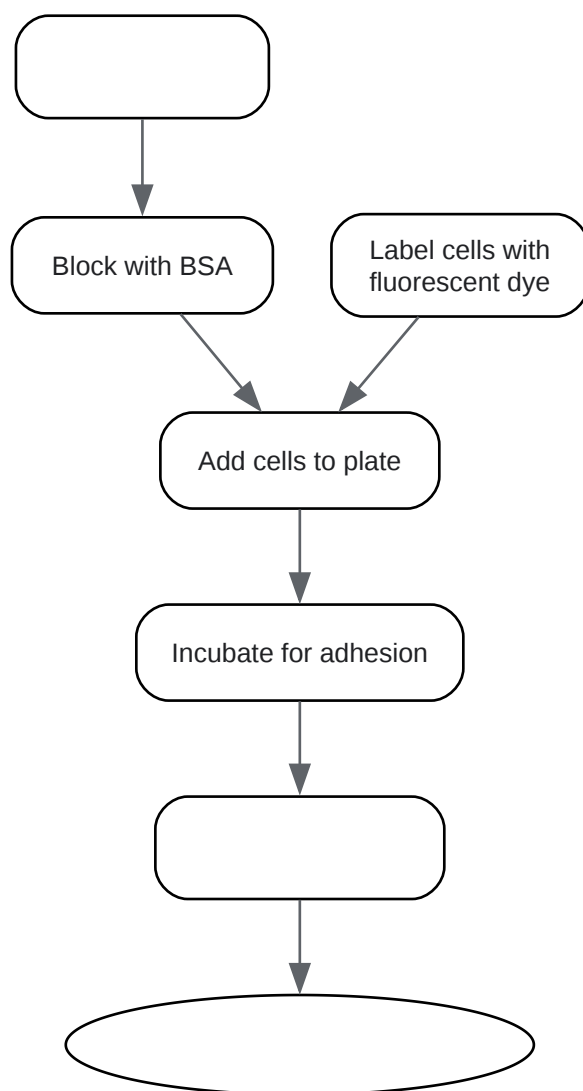 Block with BSA
Label cells with
fluorescent dye
Add cells to plate
Incubate for adhesion